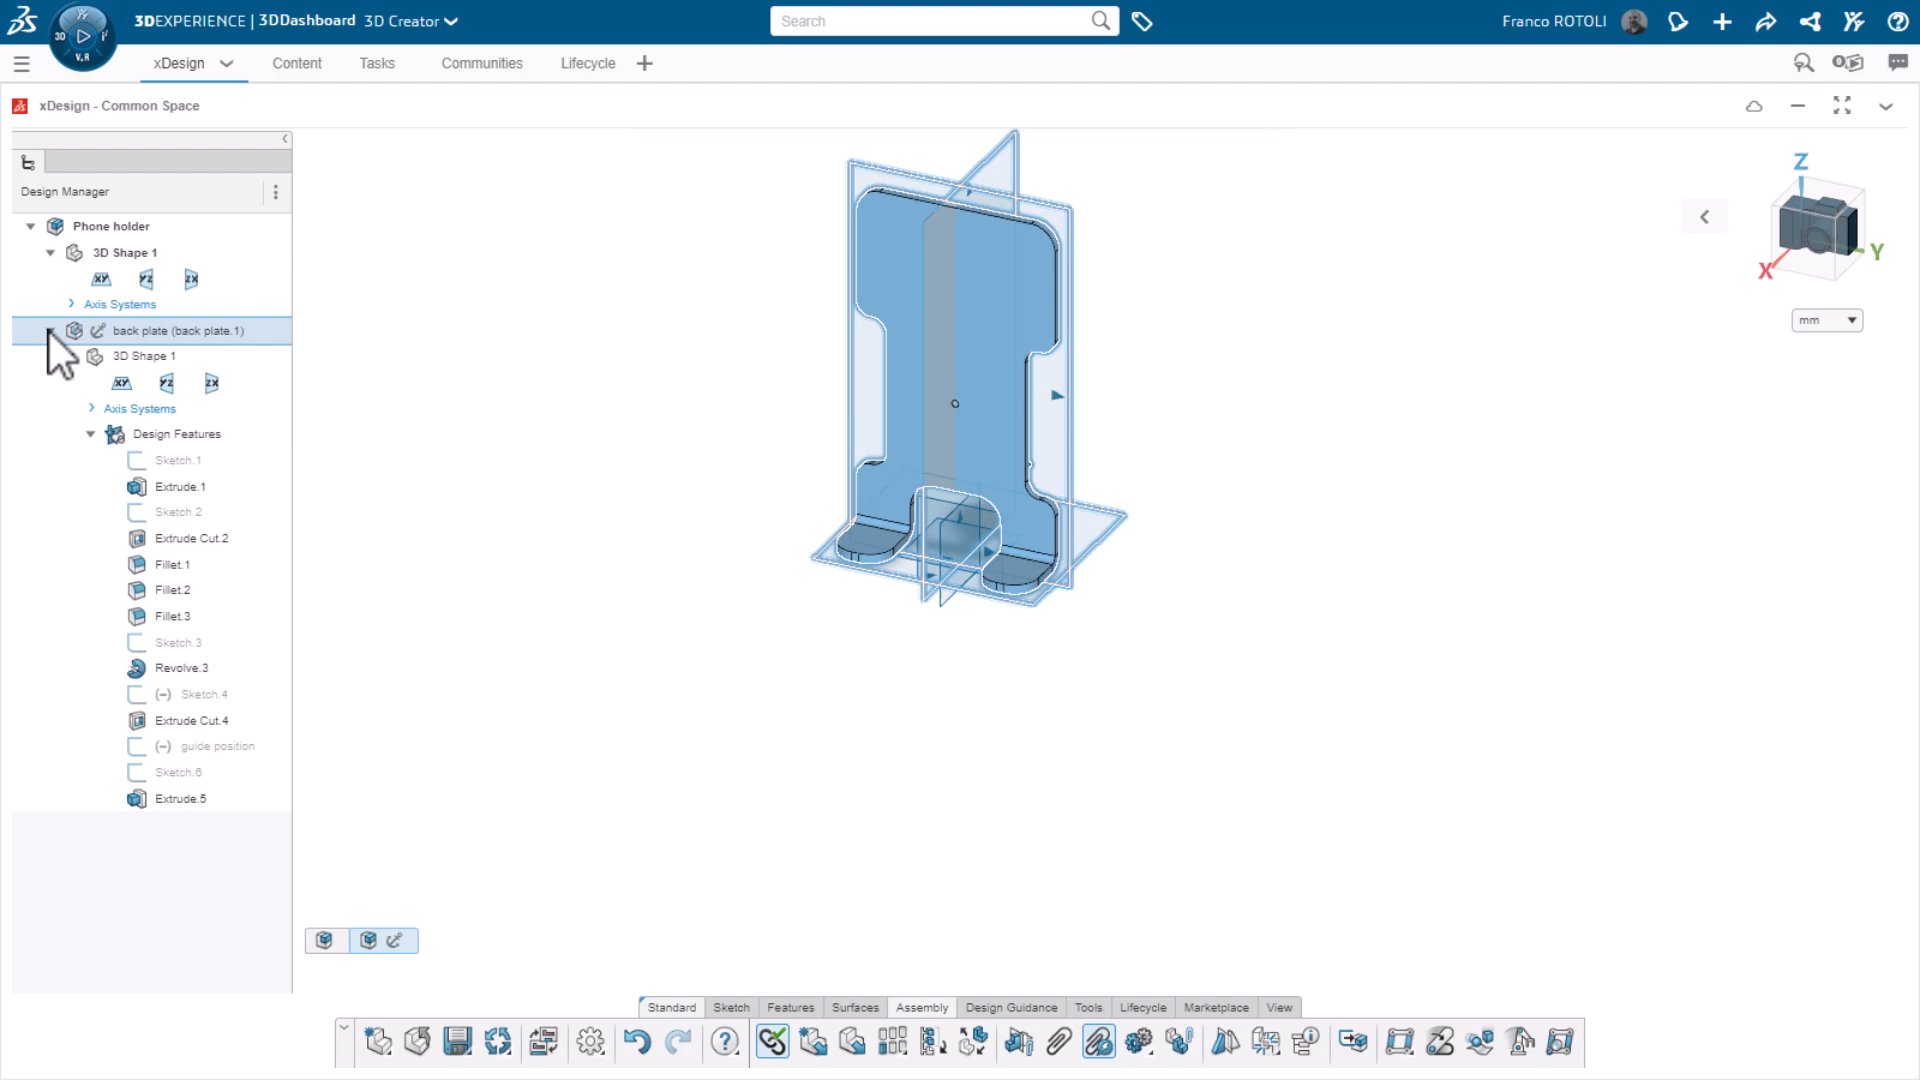 3DEXPERIENCE | 3DDashboard 3D Creator
Search
Franco ROTOLI
3D
V.R
xDesign
Content
Tasks
Communities
Lifecycle
xDesign - Common Space
Design Manager
Phone holder
3D Shape 1
XY YZ ZX
Axis Systems
back plate (back plate.1)
3D Shape 1
XY YZ ZX
Axis Systems
Design Features
Sketch.1
Extrude.1
Sketch.2
Extrude Cut.2
Fillet.1
Fillet.2
Fillet.3
Sketch.3
Revolve.3
(-) Sketch.4
Extrude Cut.4
(-) guide position
Sketch.6
Extrude.5
Z
Y
X
mm
Standard
Sketch
Features
Surfaces
Assembly
Design Guidance
Tools
Lifecycle
Marketplace
View